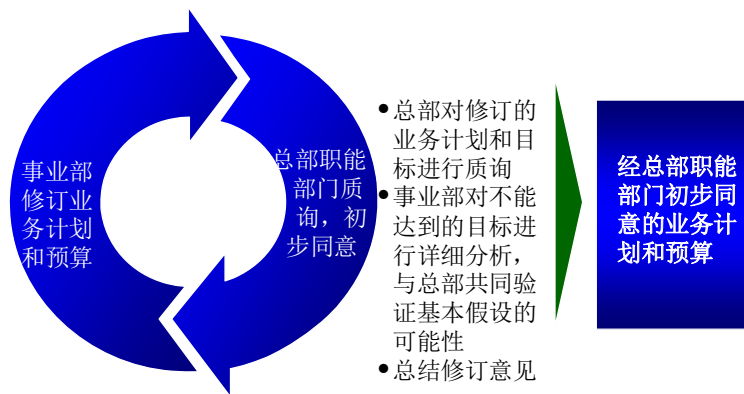 事业部
修订业
务计划
和预算
总部职能
部门质
询，初
步同意
•总部对修订的
业务计划和目
标进行质询
•事业部对不能
达到的目标进
行详细分析，
与总部共同验
证基本假设的
可能性
•总结修订意见
经总部职能
部门初步同
意的业务计
划和预算